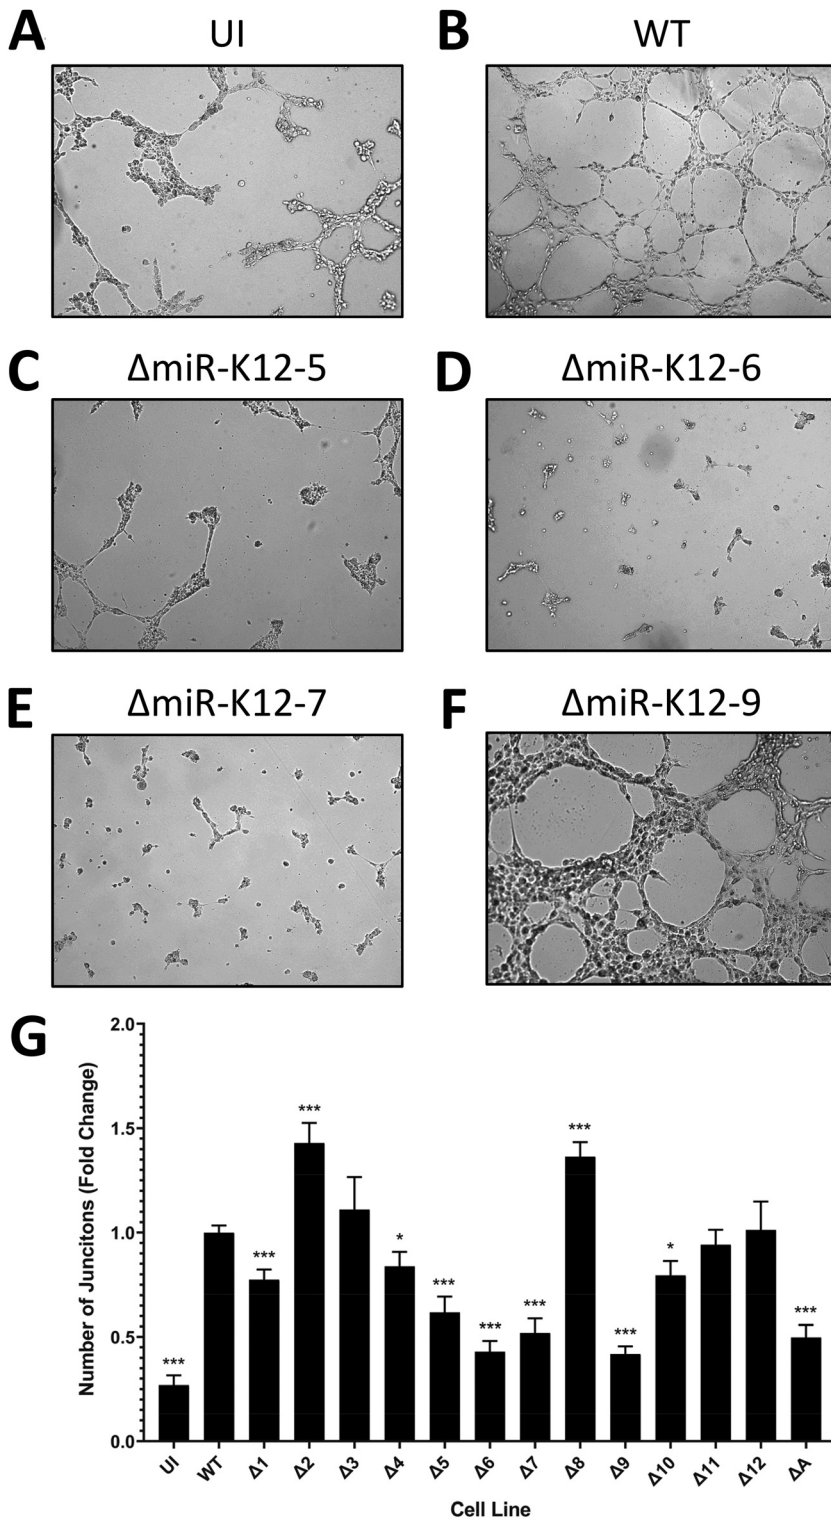 A UI
B WT
C ΔmiR-K12-5
D ΔmiR-K12-6
E ΔmiR-K12-7
F ΔmiR-K12-9
G
Number of Juncitons (Fold Change)
2.0
1.5
1.0
0.5
0.0
***
***
***
*
***
***
***
***
***
*
***
UI WT Δ1 Δ2 Δ3 Δ4 Δ5 Δ6 Δ7 Δ8 Δ9 Δ10 Δ11 Δ12 ΔA
Cell Line